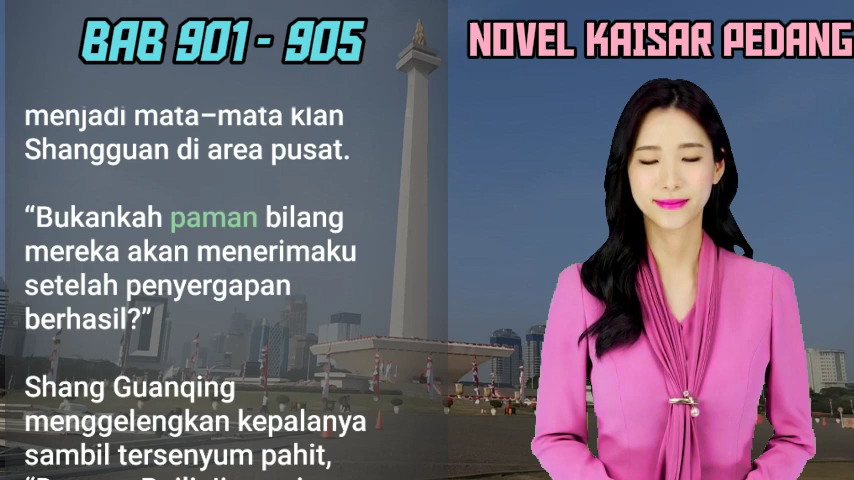 BAB 901 - 905
NOVEL KAISAR PEDANG
menjadi mata–mata klan
Shangguan di area pusat.
“Bukankah paman bilang
mereka akan menerimaku
setelah penyergapan
berhasil?”
Shang Guanqing
menggelengkan kepalanya
sambil tersenyum pahit,